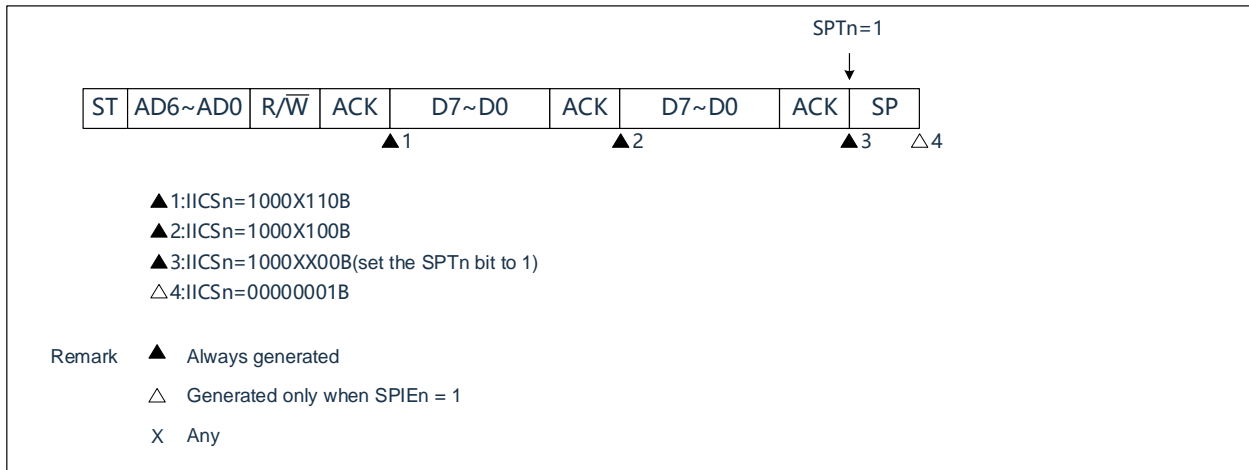 SPTn=1
ST AD6~AD0 R/W̅ ACK D7~D0 ACK D7~D0 ACK SP
▲1 ▲2 ▲3 △4
▲1:IICSn=1000X110B
▲2:IICSn=1000X100B
▲3:IICSn=1000XX00B(set the SPTn bit to 1)
△4:IICSn=00000001B
Remark ▲ Always generated
△ Generated only when SPIEn = 1
X Any